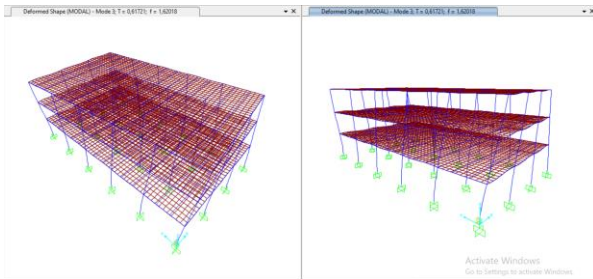 Deformed Shape (MODAL) - Mode 3; T = 0,61721; f = 1,62018
Deformed Shape (MODAL) - Mode 3; T = 0,61721; f = 1,62018
Activate Windows
Go to Settings to activate Windows.